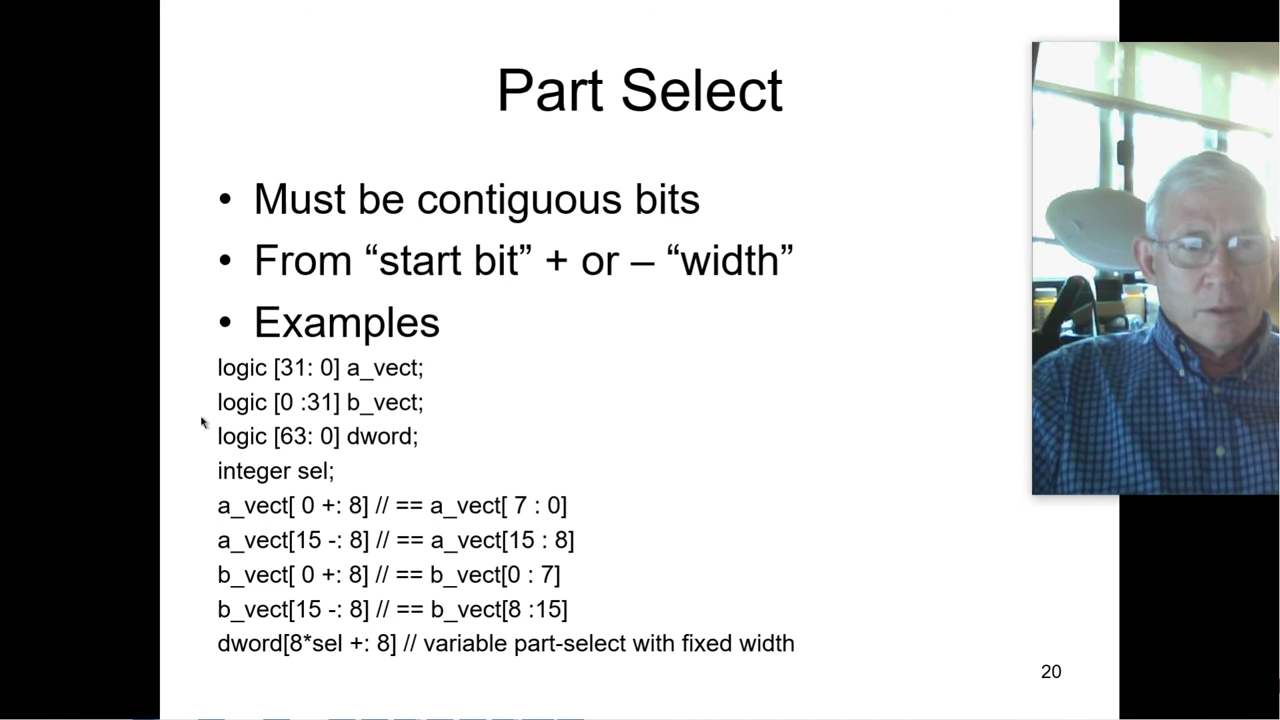 Part Select
• Must be contiguous bits
• From “start bit” + or – “width”
• Examples
logic [31: 0] a_vect;
logic [0 :31] b_vect;
logic [63: 0] dword;
integer sel;
a_vect[ 0 +: 8] // == a_vect[ 7 : 0]
a_vect[15 -: 8] // == a_vect[15 : 8]
b_vect[ 0 +: 8] // == b_vect[0 : 7]
b_vect[15 -: 8] // == b_vect[8 :15]
dword[8*sel +: 8] // variable part-select with fixed width
20